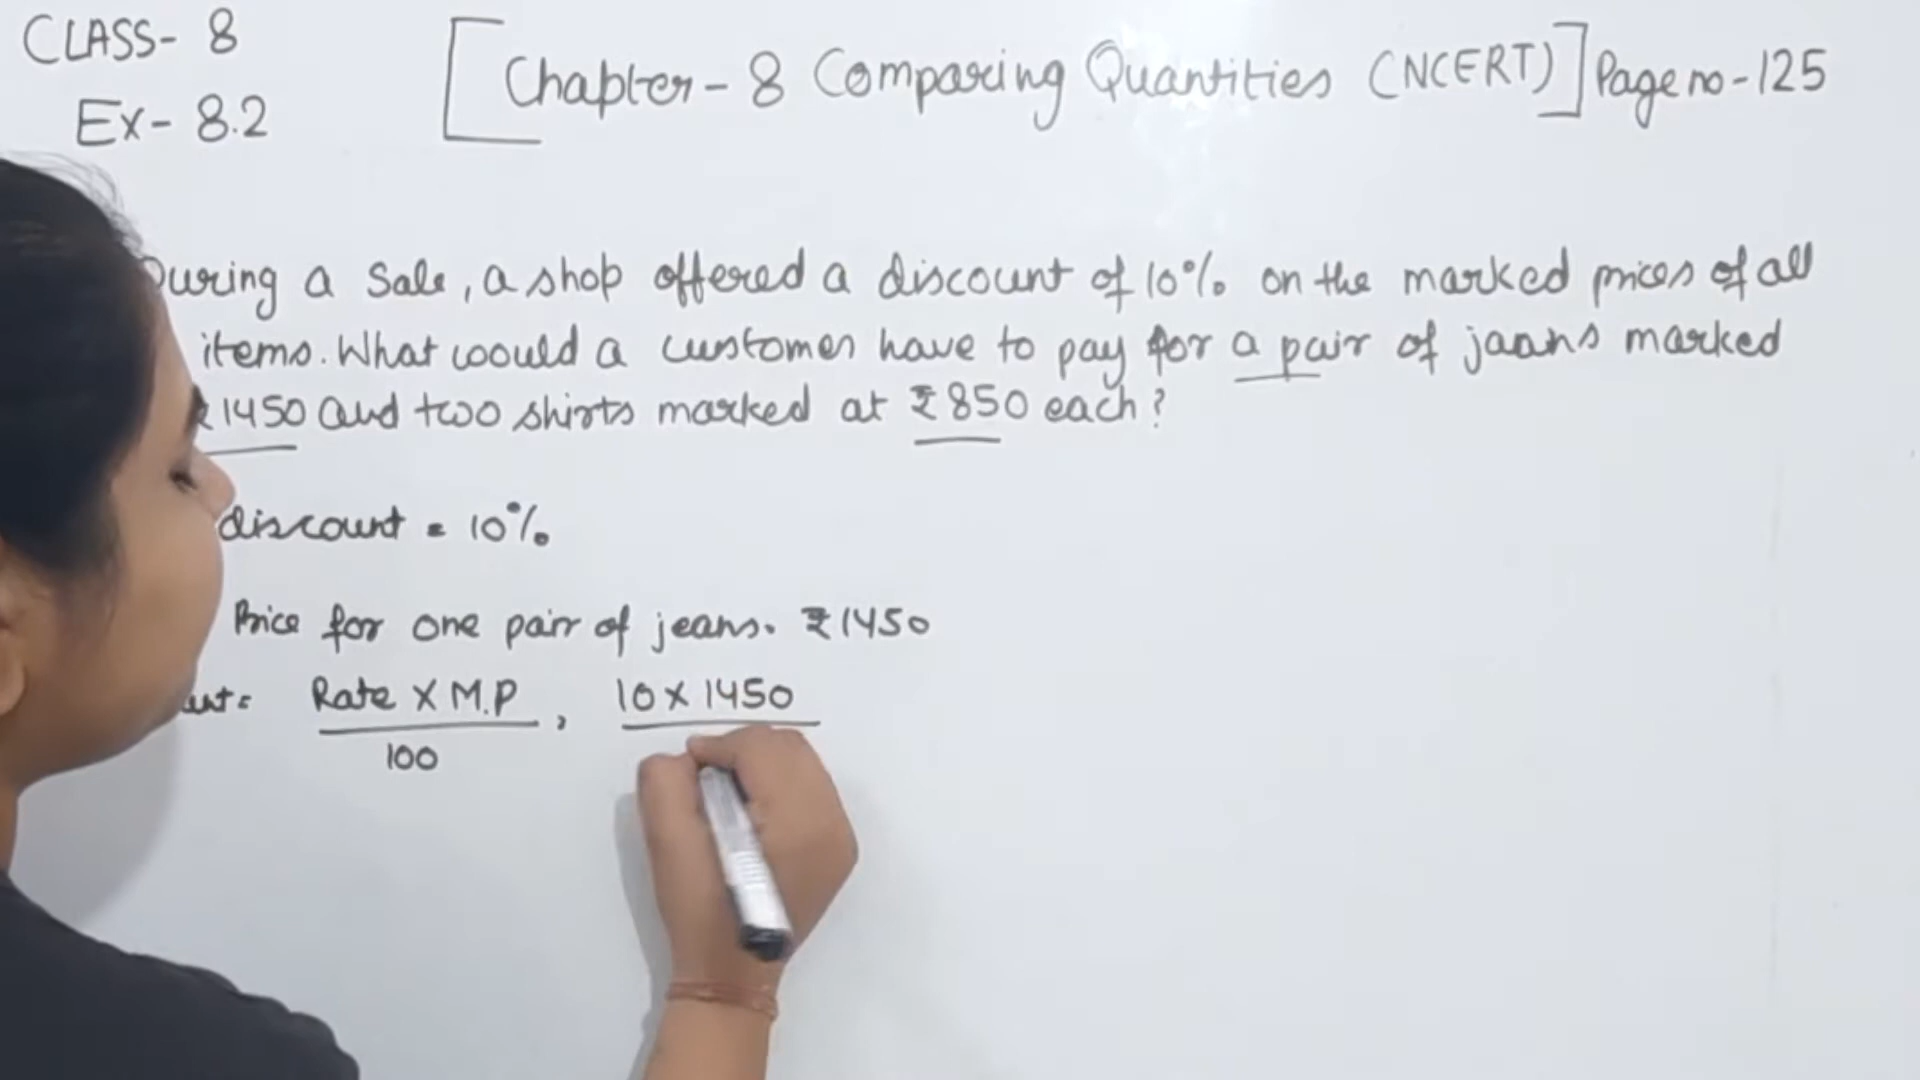 CLASS- 8
[Chapter- 8 Comparing Quantities (NCERT)] Page no - 125
Ex- 8.2
During a Sale, a shop offered a discount of 10% on the marked prices of all
items. What would a customer have to pay for a pair of jeans marked
₹1450 and two shirts marked at ₹850 each?
discount = 10%
Price for one pair of jeans = ₹1450
Rate X M.P
100
, 10 x 1450